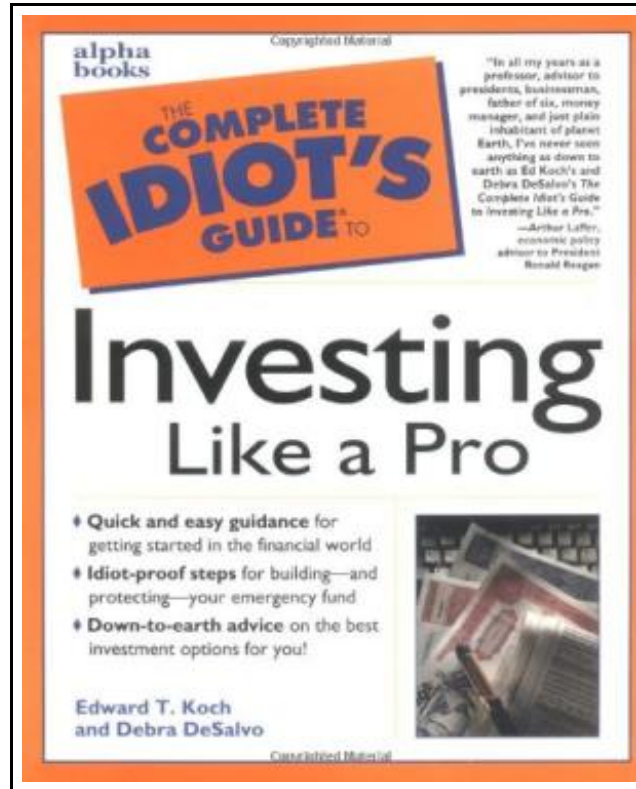 Copyrighted Material
alpha
books
THE
COMPLETE
IDIOT'S
GUIDE® TO
"In all my years as a
professor, advisor to
presidents, businessman,
father of six, money
manager, and just plain
inhabitant of planet
Earth, I've never seen
anything as down to
earth as Ed Koch's and
Debra DeSalvo's The
Complete Idiot's Guide
to Investing Like a Pro."
—Arthur Laffer,
economic policy
advisor to President
Ronald Reagan
Investing
Like a Pro
♦ Quick and easy guidance for
getting started in the financial world
♦ Idiot-proof steps for building—and
protecting—your emergency fund
♦ Down-to-earth advice on the best
investment options for you!
Edward T. Koch
and Debra DeSalvo
Copyrighted Material